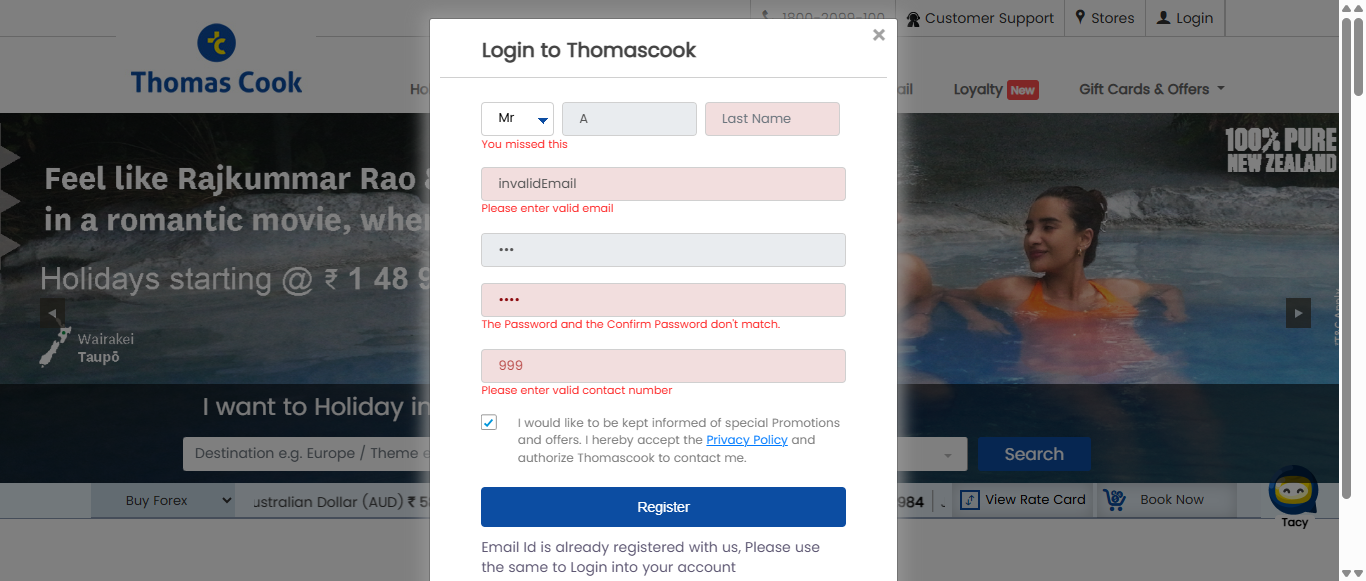 1800-2099-100
Customer Support
Stores
Login
Thomas Cook
Loyalty New
Gift Cards & Offers
Login to Thomascook
Mr
A
Last Name
You missed this
invalidEmail
Please enter valid email
•••
••••
The Password and the Confirm Password don't match.
999
Please enter valid contact number
I would like to be kept informed of special Promotions
and offers. I hereby accept the Privacy Policy and
authorize Thomascook to contact me.
Register
Email Id is already registered with us, Please use
the same to Login into your account
Feel like Rajkummar Rao &
in a romantic movie, whe
Holidays starting @ ₹ 1 48 9
Wairakei
Taupō
100% PURE
NEW ZEALAND
I want to Holiday in
Destination e.g. Europe / Theme e
Search
Buy Forex
ustralian Dollar (AUD) ₹ 5
984
View Rate Card
Book Now
Tacy